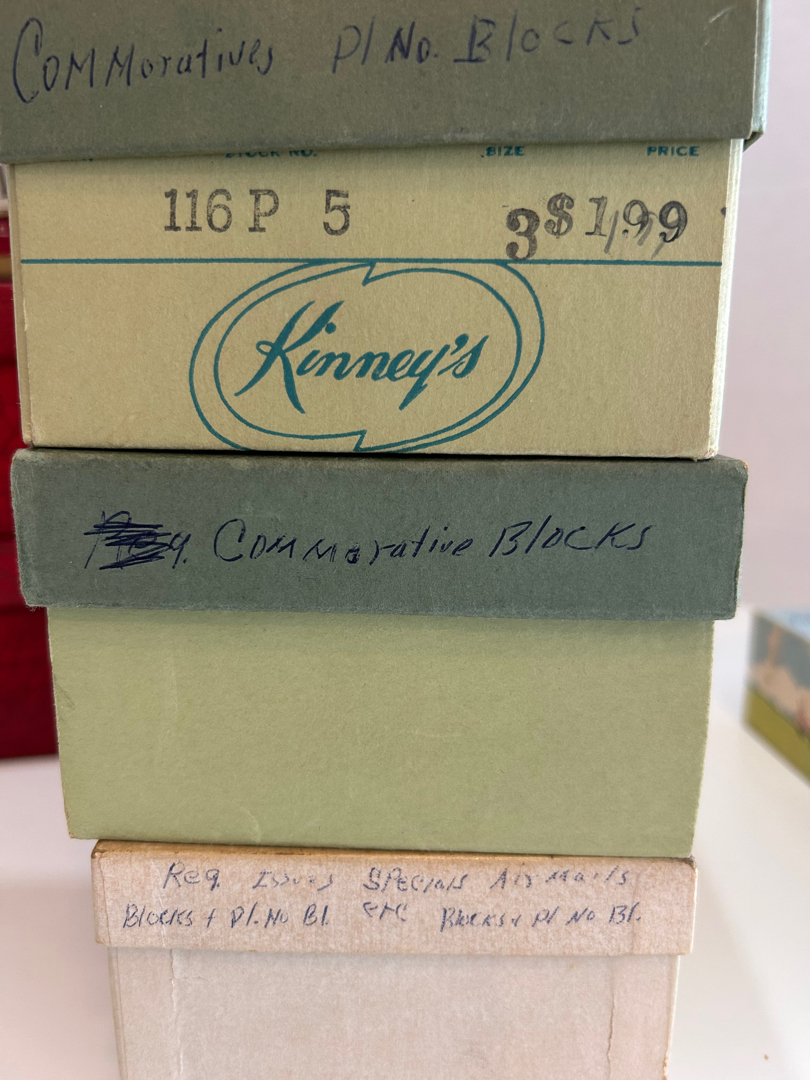 Commoratives Pl No. Blocks
STOCK NO. SIZE PRICE
116 P 5 3 $1.99
Kinney's
Commorative Blocks
Reg. Issues Specials Air Mails
Blocks + Pl. No Bl. etc Blocks + Pl No Bl.